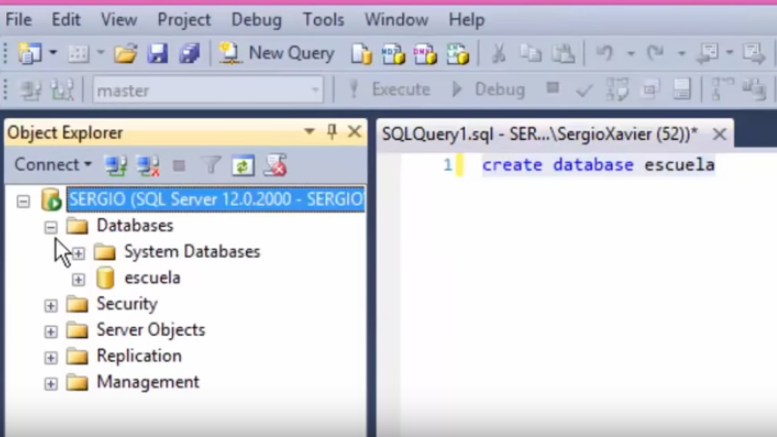 File Edit View Project Debug Tools Window Help
New Query
master Execute Debug
Object Explorer
SQLQuery1.sql - SER...\SergioXavier (52))*
Connect
1 create database escuela
SERGIO (SQL Server 12.0.2000 - SERGIO
Databases
System Databases
escuela
Security
Server Objects
Replication
Management